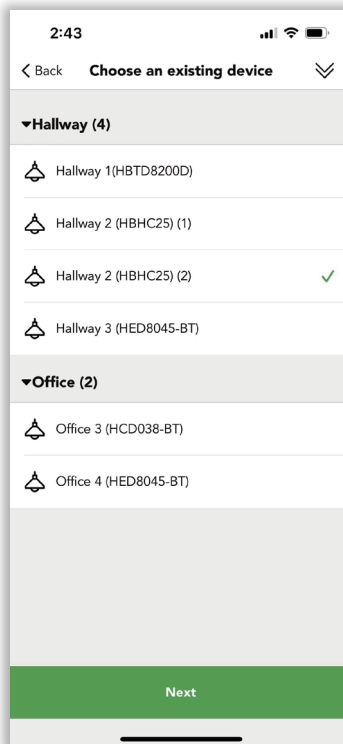 2:43
Back Choose an existing device
Hallway (4)
Hallway 1(HBTD8200D)
Hallway 2 (HBHC25) (1)
Hallway 2 (HBHC25) (2)
Hallway 3 (HED8045-BT)
Office (2)
Office 3 (HCD038-BT)
Office 4 (HED8045-BT)
Next